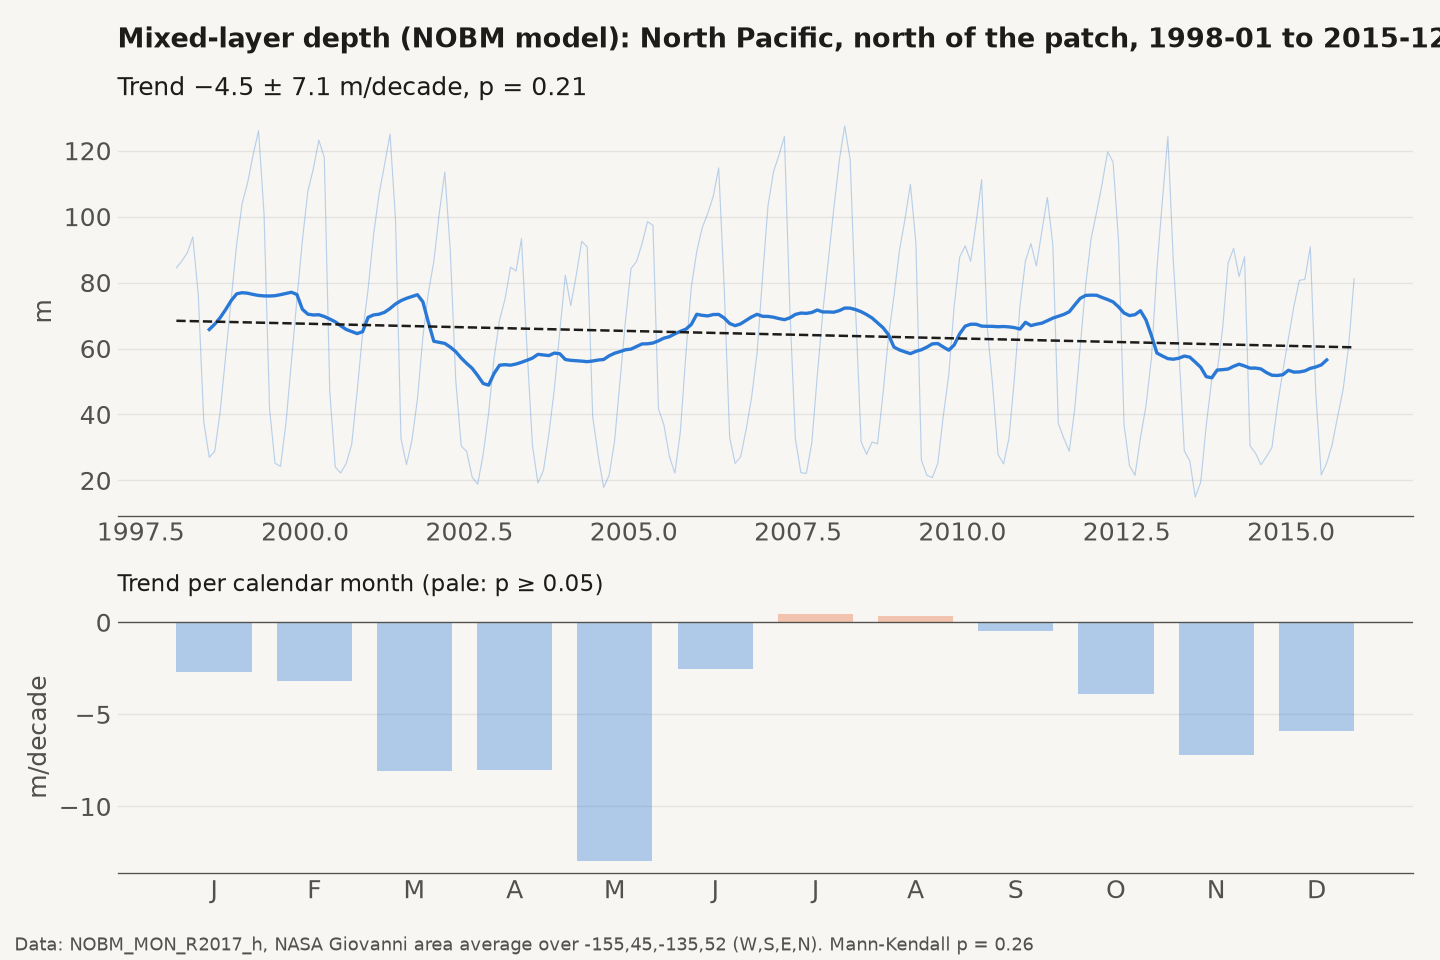 Mixed-layer depth (NOBM model): North Pacific, north of the patch, 1998-01 to 2015-12
Trend −4.5 ± 7.1 m/decade, p = 0.21
120
100
80
60
40
20
m
1997.5 2000.0 2002.5 2005.0 2007.5 2010.0 2012.5 2015.0
Trend per calendar month (pale: p ≥ 0.05)
0
−5
−10
m/decade
J F M A M J J A S O N D
Data: NOBM_MON_R2017_h, NASA Giovanni area average over -155,45,-135,52 (W,S,E,N). Mann-Kendall p = 0.26